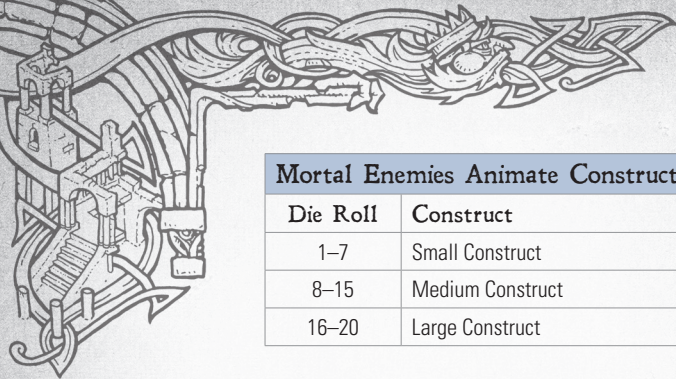 Mortal Enemies Animate Construct
Die Roll Construct
1–7 Small Construct
8–15 Medium Construct
16–20 Large Construct